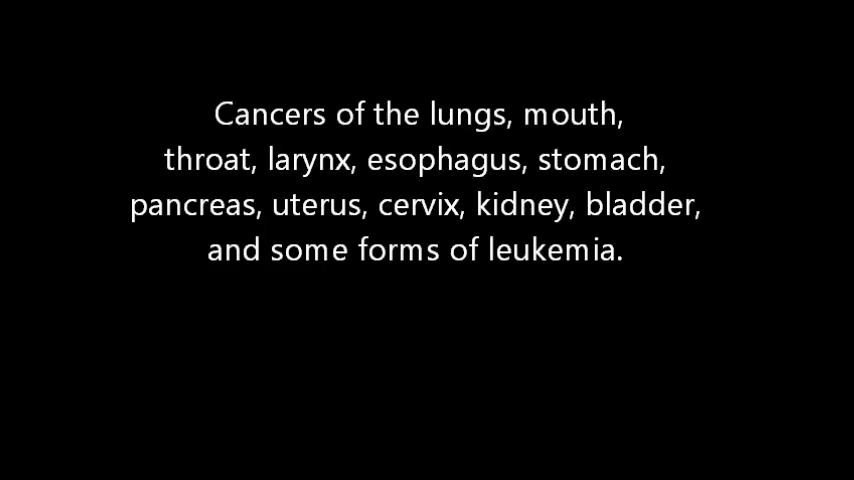 Cancers of the lungs, mouth,
throat, larynx, esophagus, stomach,
pancreas, uterus, cervix, kidney, bladder,
and some forms of leukemia.